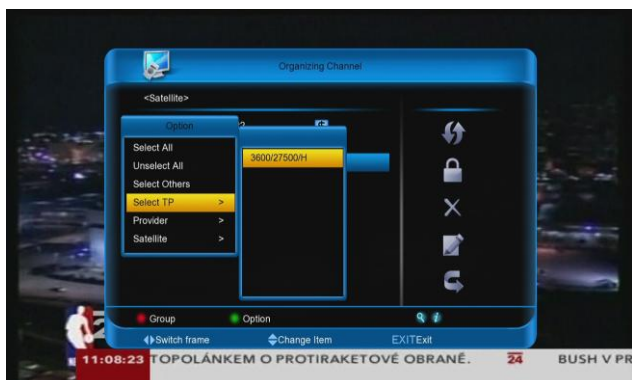 Organizing Channel
<Satellite>
Option
Select All
Unselect All
Select Others
Select TP >
Provider >
Satellite >
3600/27500/H
Group
Option
Switch frame
Change Item
EXITExit
11:08:23 TOPOLÁNKEM O PROTIRAKETOVÉ OBRANĚ. 24 BUSH V PR